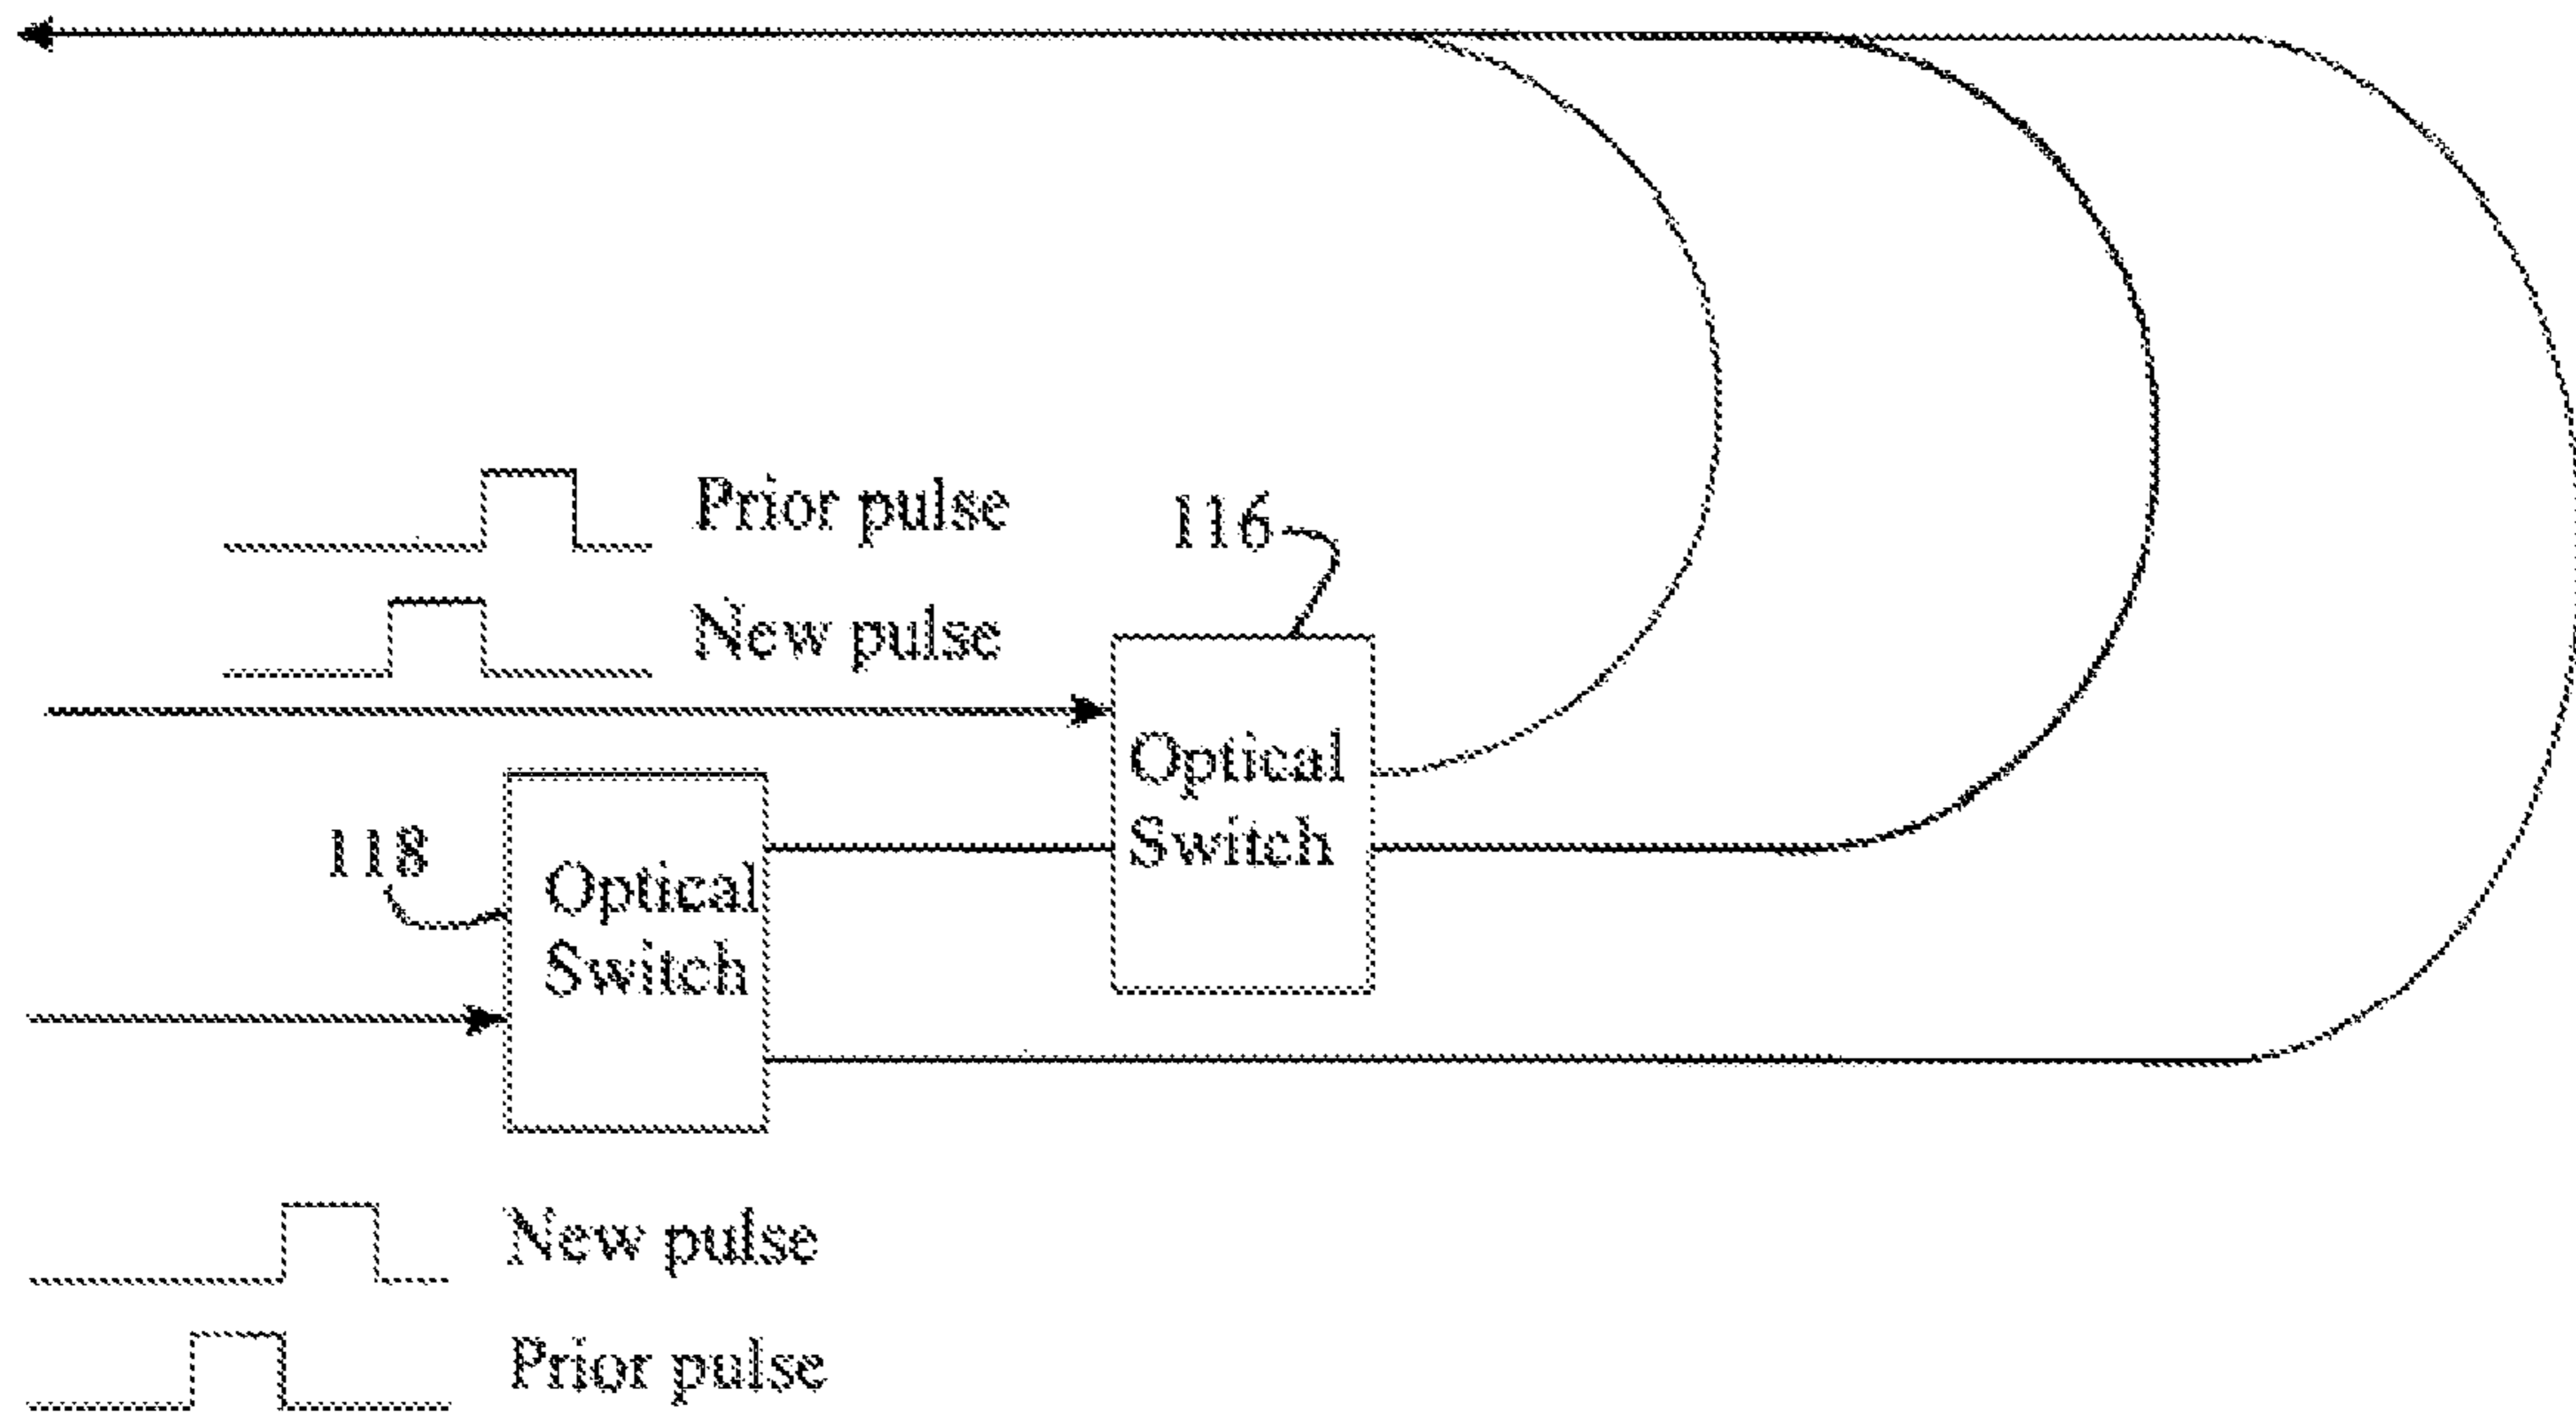 Prior pulse
116
New pulse
Optical
Switch
118
Optical
Switch
New pulse
Prior pulse